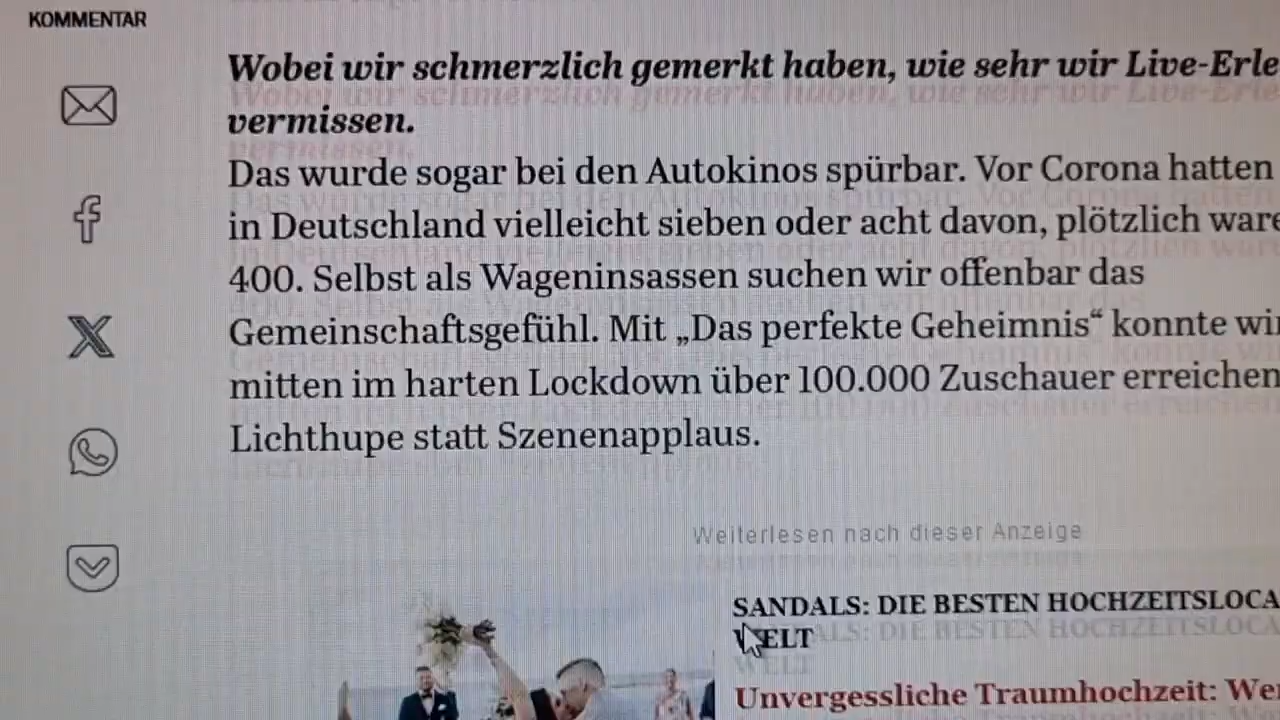 KOMMENTAR
Wobei wir schmerzlich gemerkt haben, wie sehr wir Live-Erle
vermissen.
Das wurde sogar bei den Autokinos spürbar. Vor Corona hatten
in Deutschland vielleicht sieben oder acht davon, plötzlich ware
400. Selbst als Wageninsassen suchen wir offenbar das
Gemeinschaftsgefühl. Mit „Das perfekte Geheimnis“ konnte wir
mitten im harten Lockdown über 100.000 Zuschauer erreichen
Lichthupe statt Szenenapplaus.
Weiterlesen nach dieser Anzeige
SANDALS: DIE BESTEN HOCHZEITSLOCA
WELT
Unvergessliche Traumhochzeit: Wer